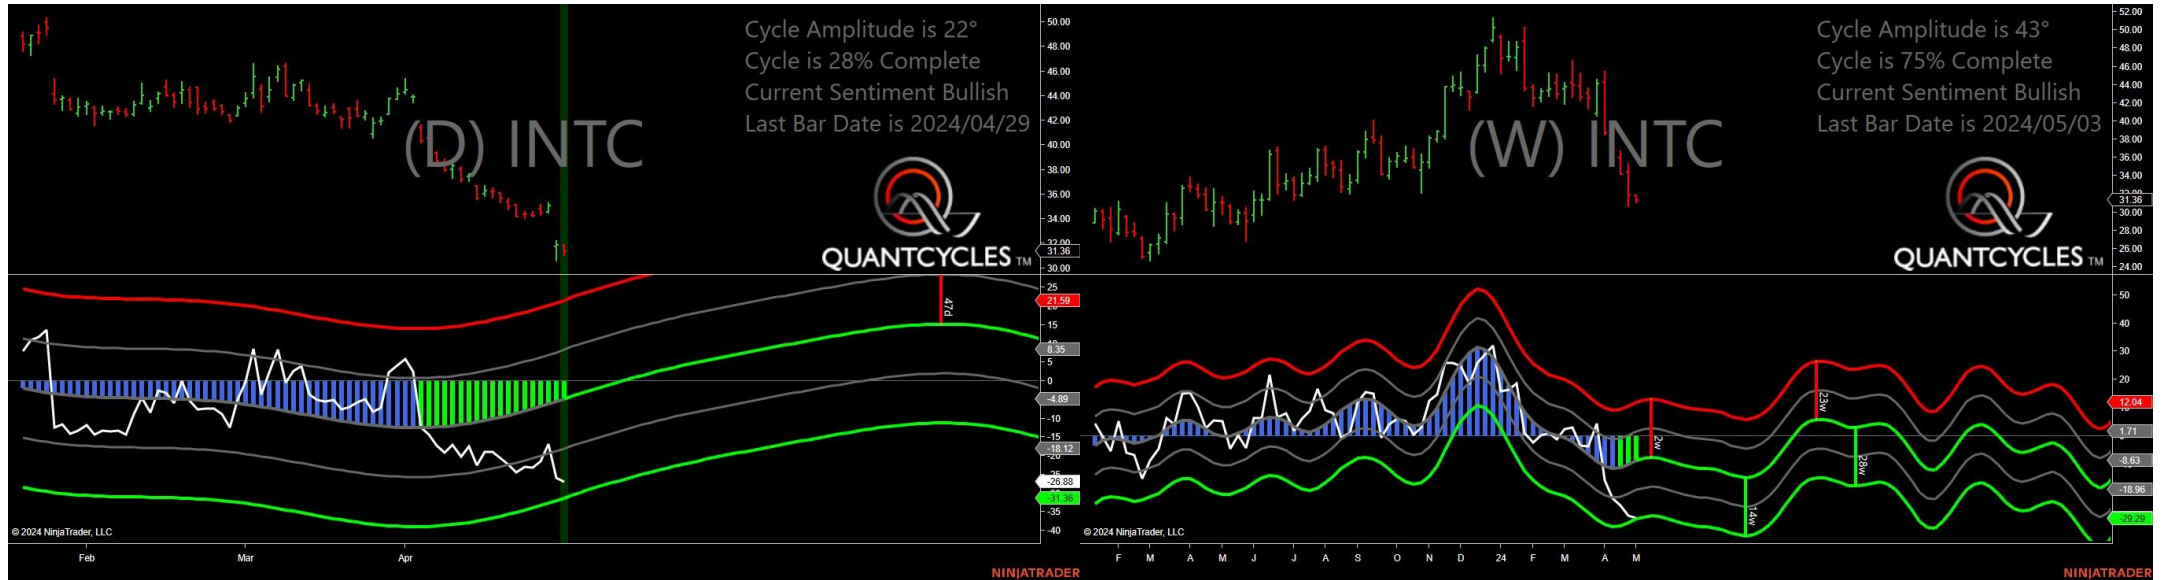 Cycle Amplitude is 22°
Cycle is 28% Complete
Current Sentiment Bullish
Last Bar Date is 2024/04/29
(D) INTC
QUANTCYCLES TM
50.00
48.00
46.00
44.00
42.00
40.00
38.00
36.00
34.00
32.00
31.36
30.00
25
21.59
15
8.35
5
0
-4.89
-10
-15
-18.12
-20
-25
-26.88
-31.36
-35
-40
47d
© 2024 NinjaTrader, LLC
Feb Mar Apr
NINJATRADER
Cycle Amplitude is 43°
Cycle is 75% Complete
Current Sentiment Bullish
Last Bar Date is 2024/05/03
(W) INTC
QUANTCYCLES TM
52.00
50.00
48.00
46.00
44.00
42.00
40.00
38.00
36.00
34.00
32.00
31.36
30.00
28.00
26.00
24.00
50
40
30
20
12.04
1.71
-8.63
-18.96
-29.29
2w
14w
23w
28w
© 2024 NinjaTrader, LLC
F M A M J J A S O N D 24 F M A M
NINJATRADER